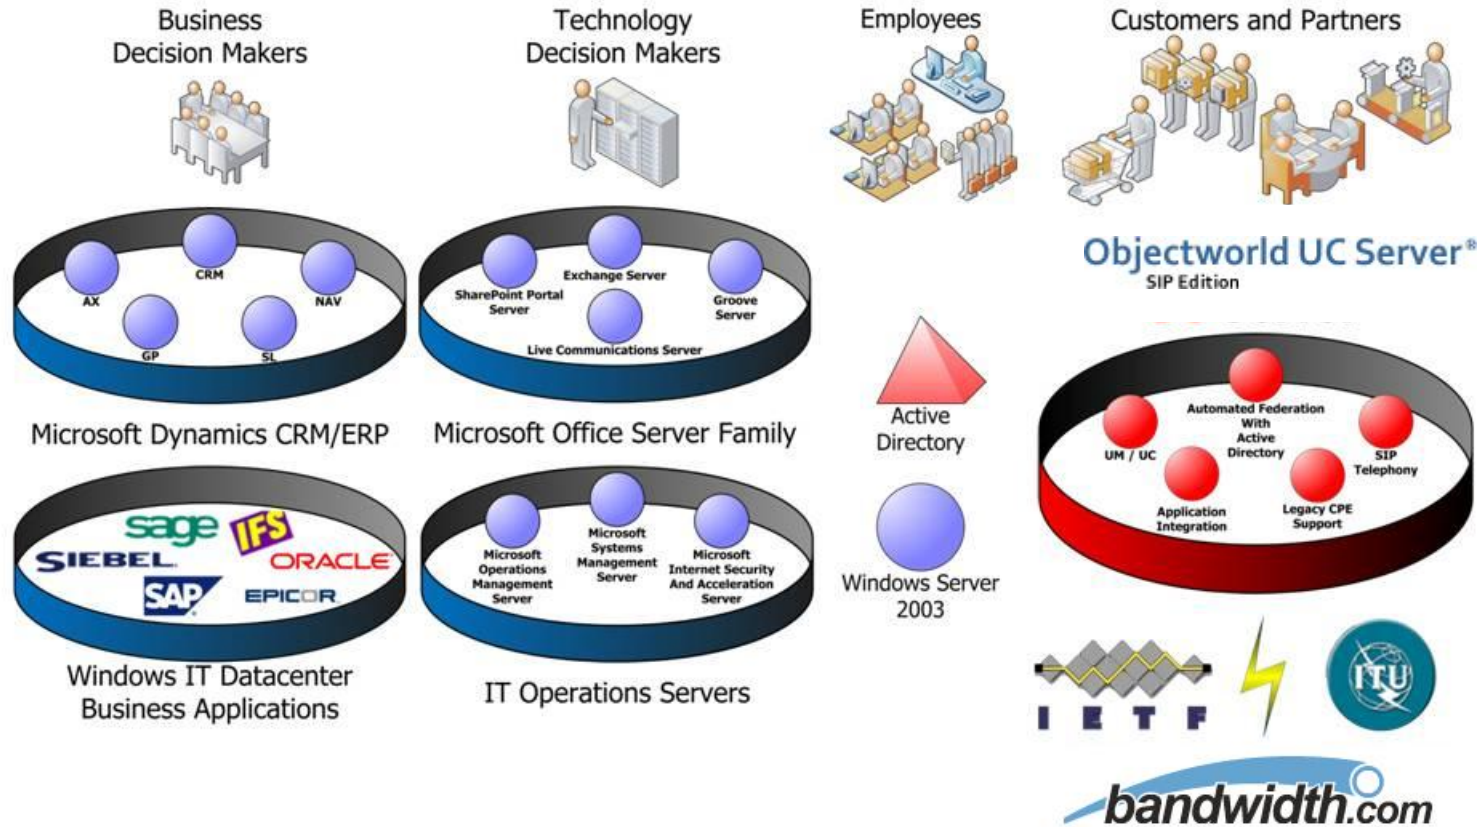 Business
Decision Makers
Technology
Decision Makers
Employees
Customers and Partners
AX
CRM
NAV
GP
SL
Microsoft Dynamics CRM/ERP
SharePoint Portal
Server
Exchange Server
Groove
Server
Live Communications Server
Microsoft Office Server Family
Active
Directory
Windows Server
2003
Objectworld UC Server®
SIP Edition
UM / UC
Automated Federation
With
Active
Directory
SIP
Telephony
Application
Integration
Legacy CPE
Support
sage
IFS
SIEBEL.
ORACLE®
SAP
EPICOR
Windows IT Datacenter
Business Applications
Microsoft
Operations
Management
Server
Microsoft
Systems
Management
Server
Microsoft
Internet Security
And Acceleration
Server
IT Operations Servers
IETF
ITU
bandwidth.com